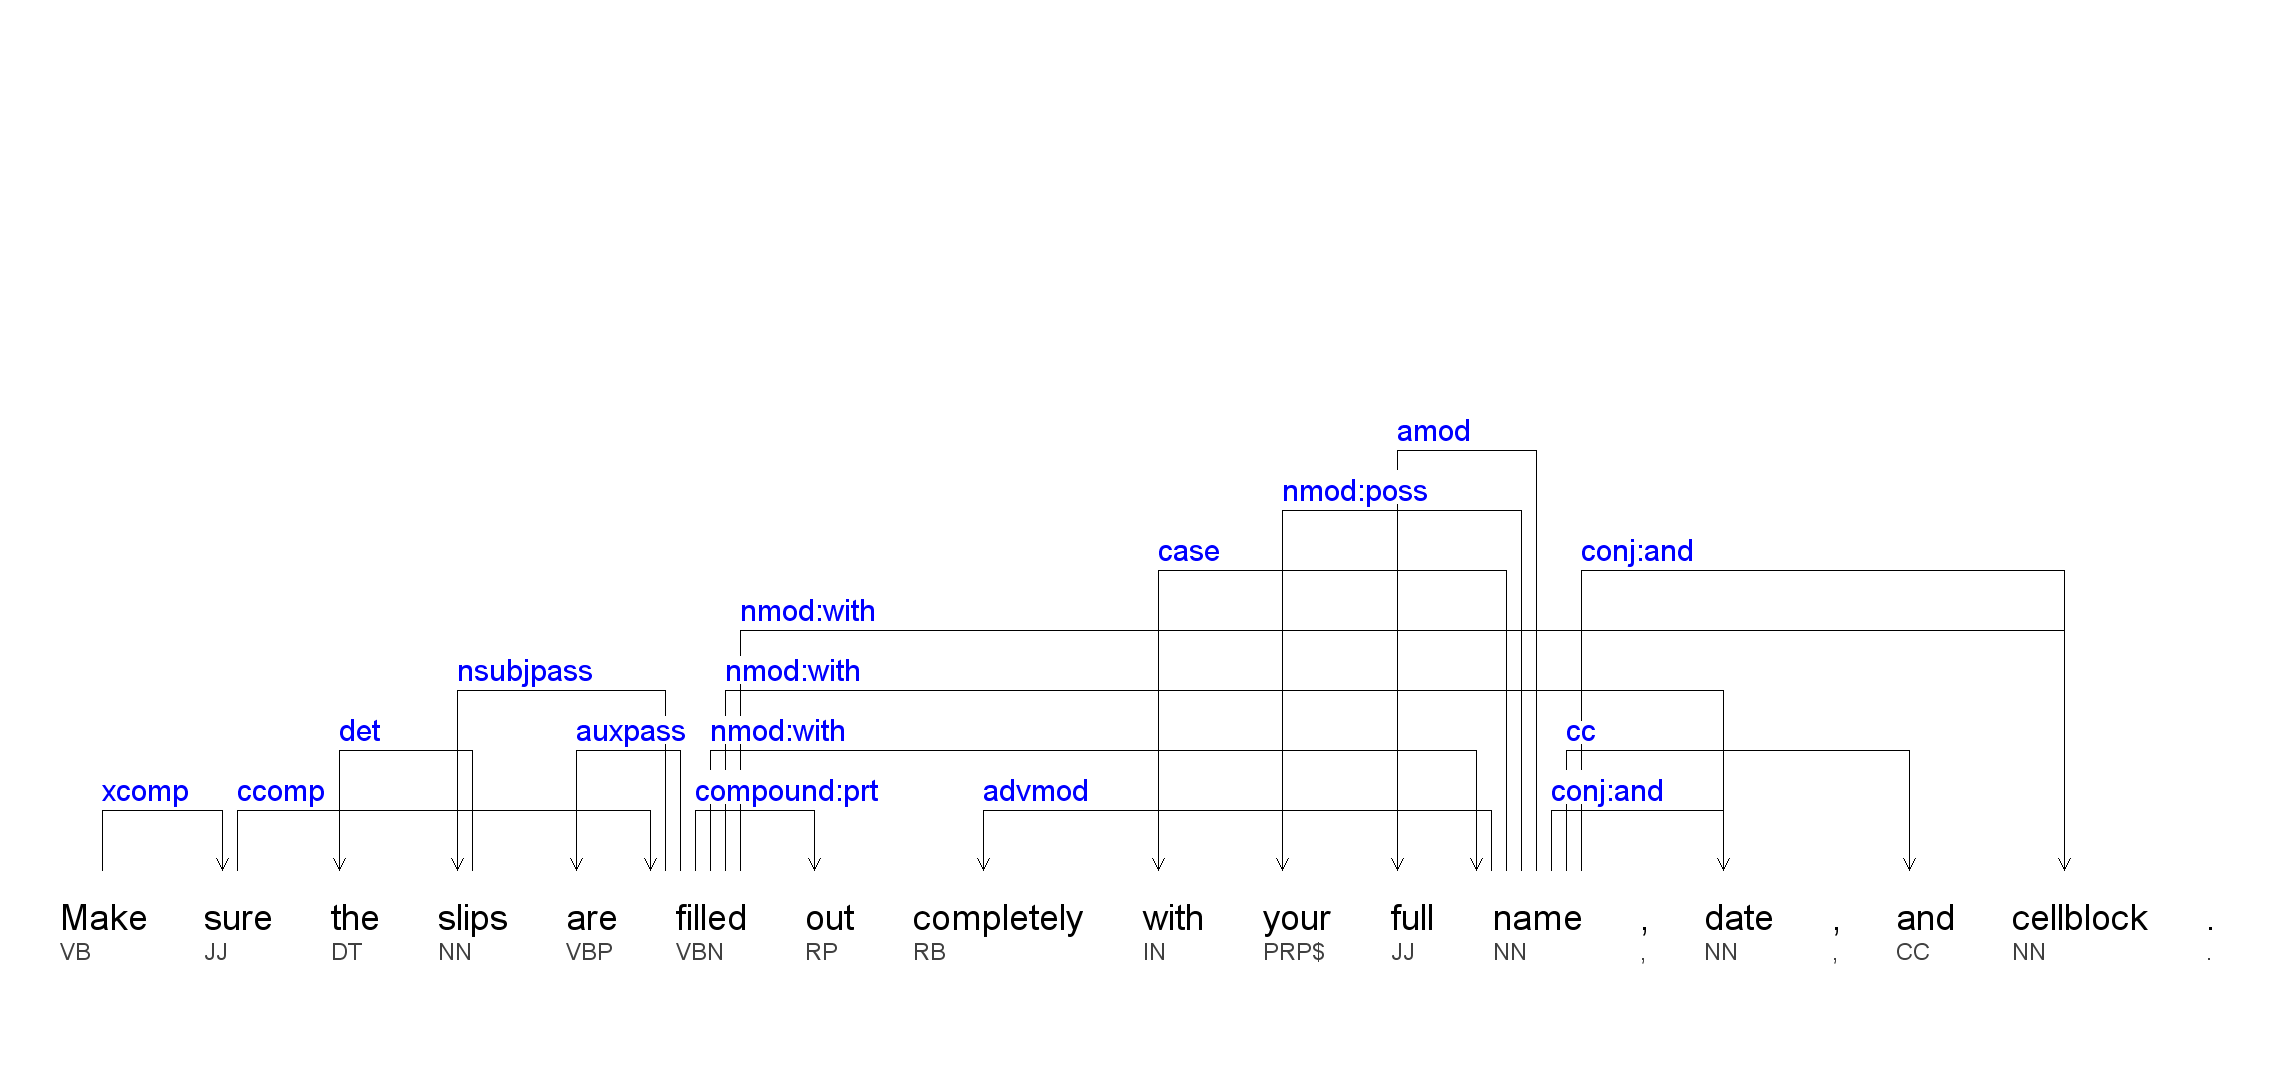 amod
nmod:poss
case conj:and
nmod:with
nsubjpass nmod:with
det auxpass nmod:with cc
xcomp ccomp compound:prt advmod conj:and
Make sure the slips are filled out completely with your full name , date , and cellblock .
VB JJ DT NN VBP VBN RP RB IN PRP$ JJ NN , NN , CC NN .